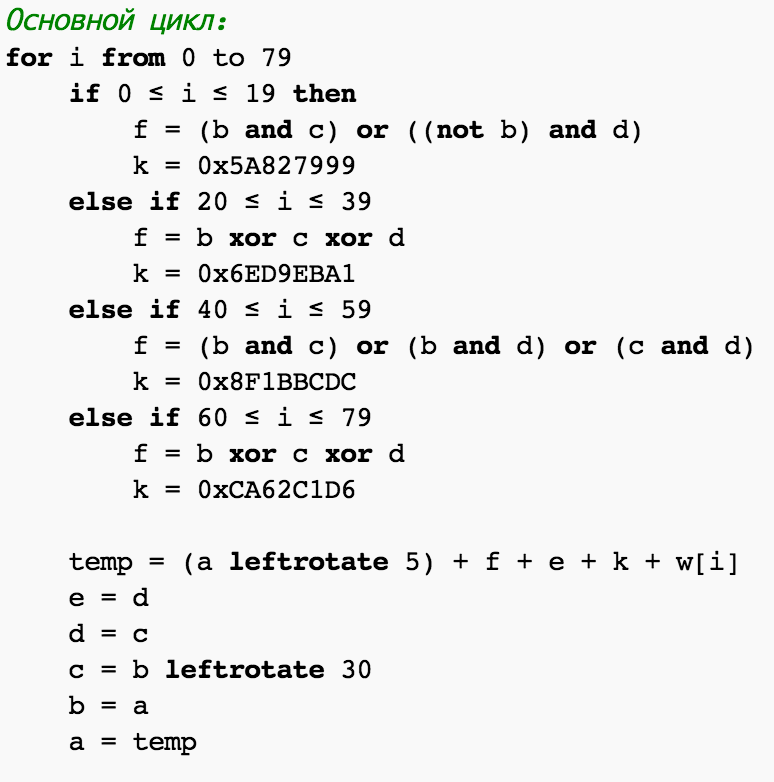 Основной цикл:
for i from 0 to 79
    if 0 ≤ i ≤ 19 then
        f = (b and c) or ((not b) and d)
        k = 0x5A827999
    else if 20 ≤ i ≤ 39
        f = b xor c xor d
        k = 0x6ED9EBA1
    else if 40 ≤ i ≤ 59
        f = (b and c) or (b and d) or (c and d)
        k = 0x8F1BBCDC
    else if 60 ≤ i ≤ 79
        f = b xor c xor d
        k = 0xCA62C1D6

    temp = (a leftrotate 5) + f + e + k + w[i]
    e = d
    d = c
    c = b leftrotate 30
    b = a
    a = temp